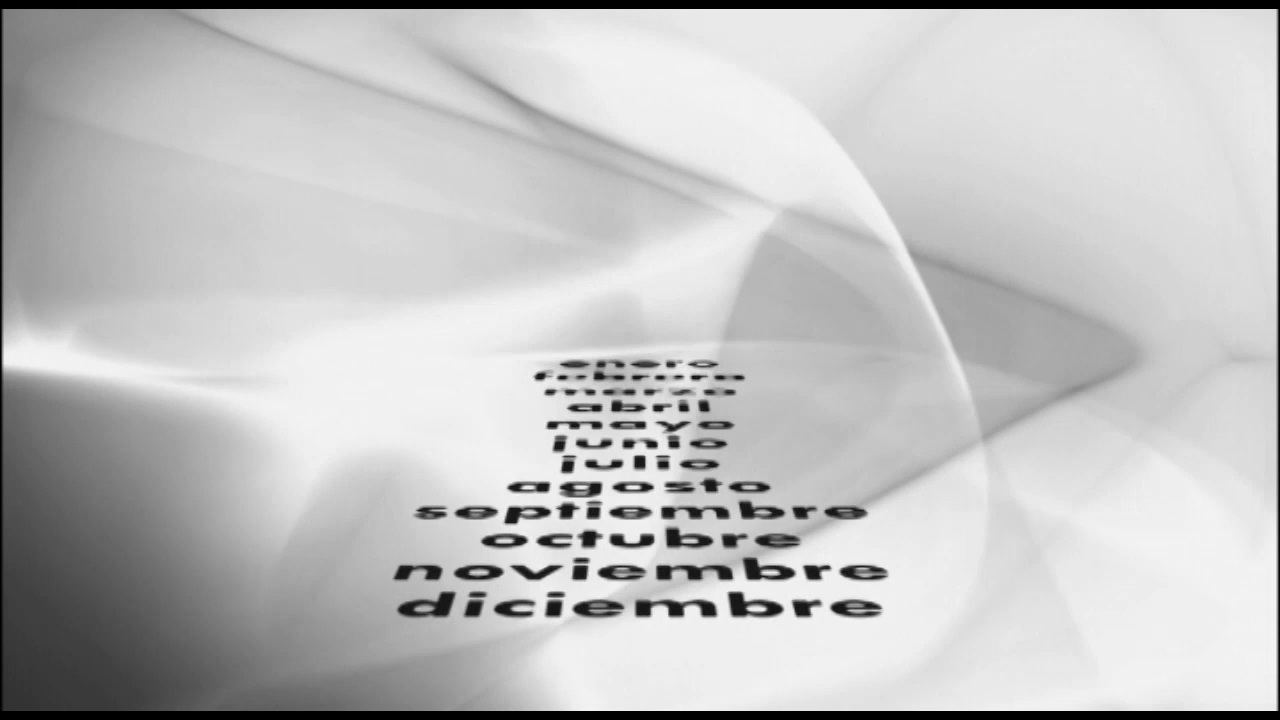 enero
febrero
marzo
abril
mayo
junio
julio
agosto
septiembre
octubre
noviembre
diciembre